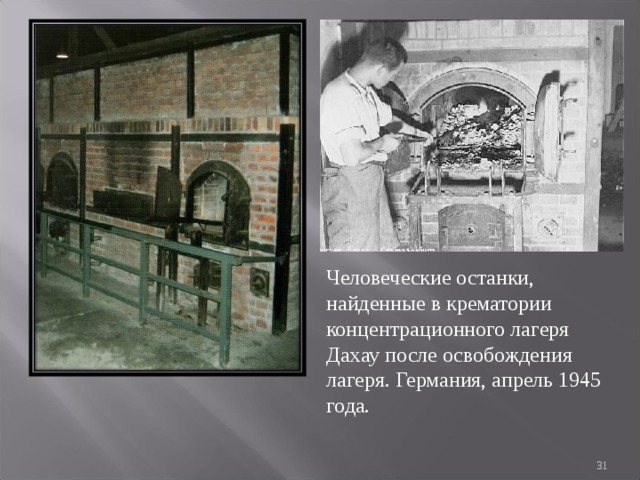 Человеческие останки,
найденные в крематории
концентрационного лагеря
Дахау после освобождения
лагеря. Германия, апрель 1945
года.
31